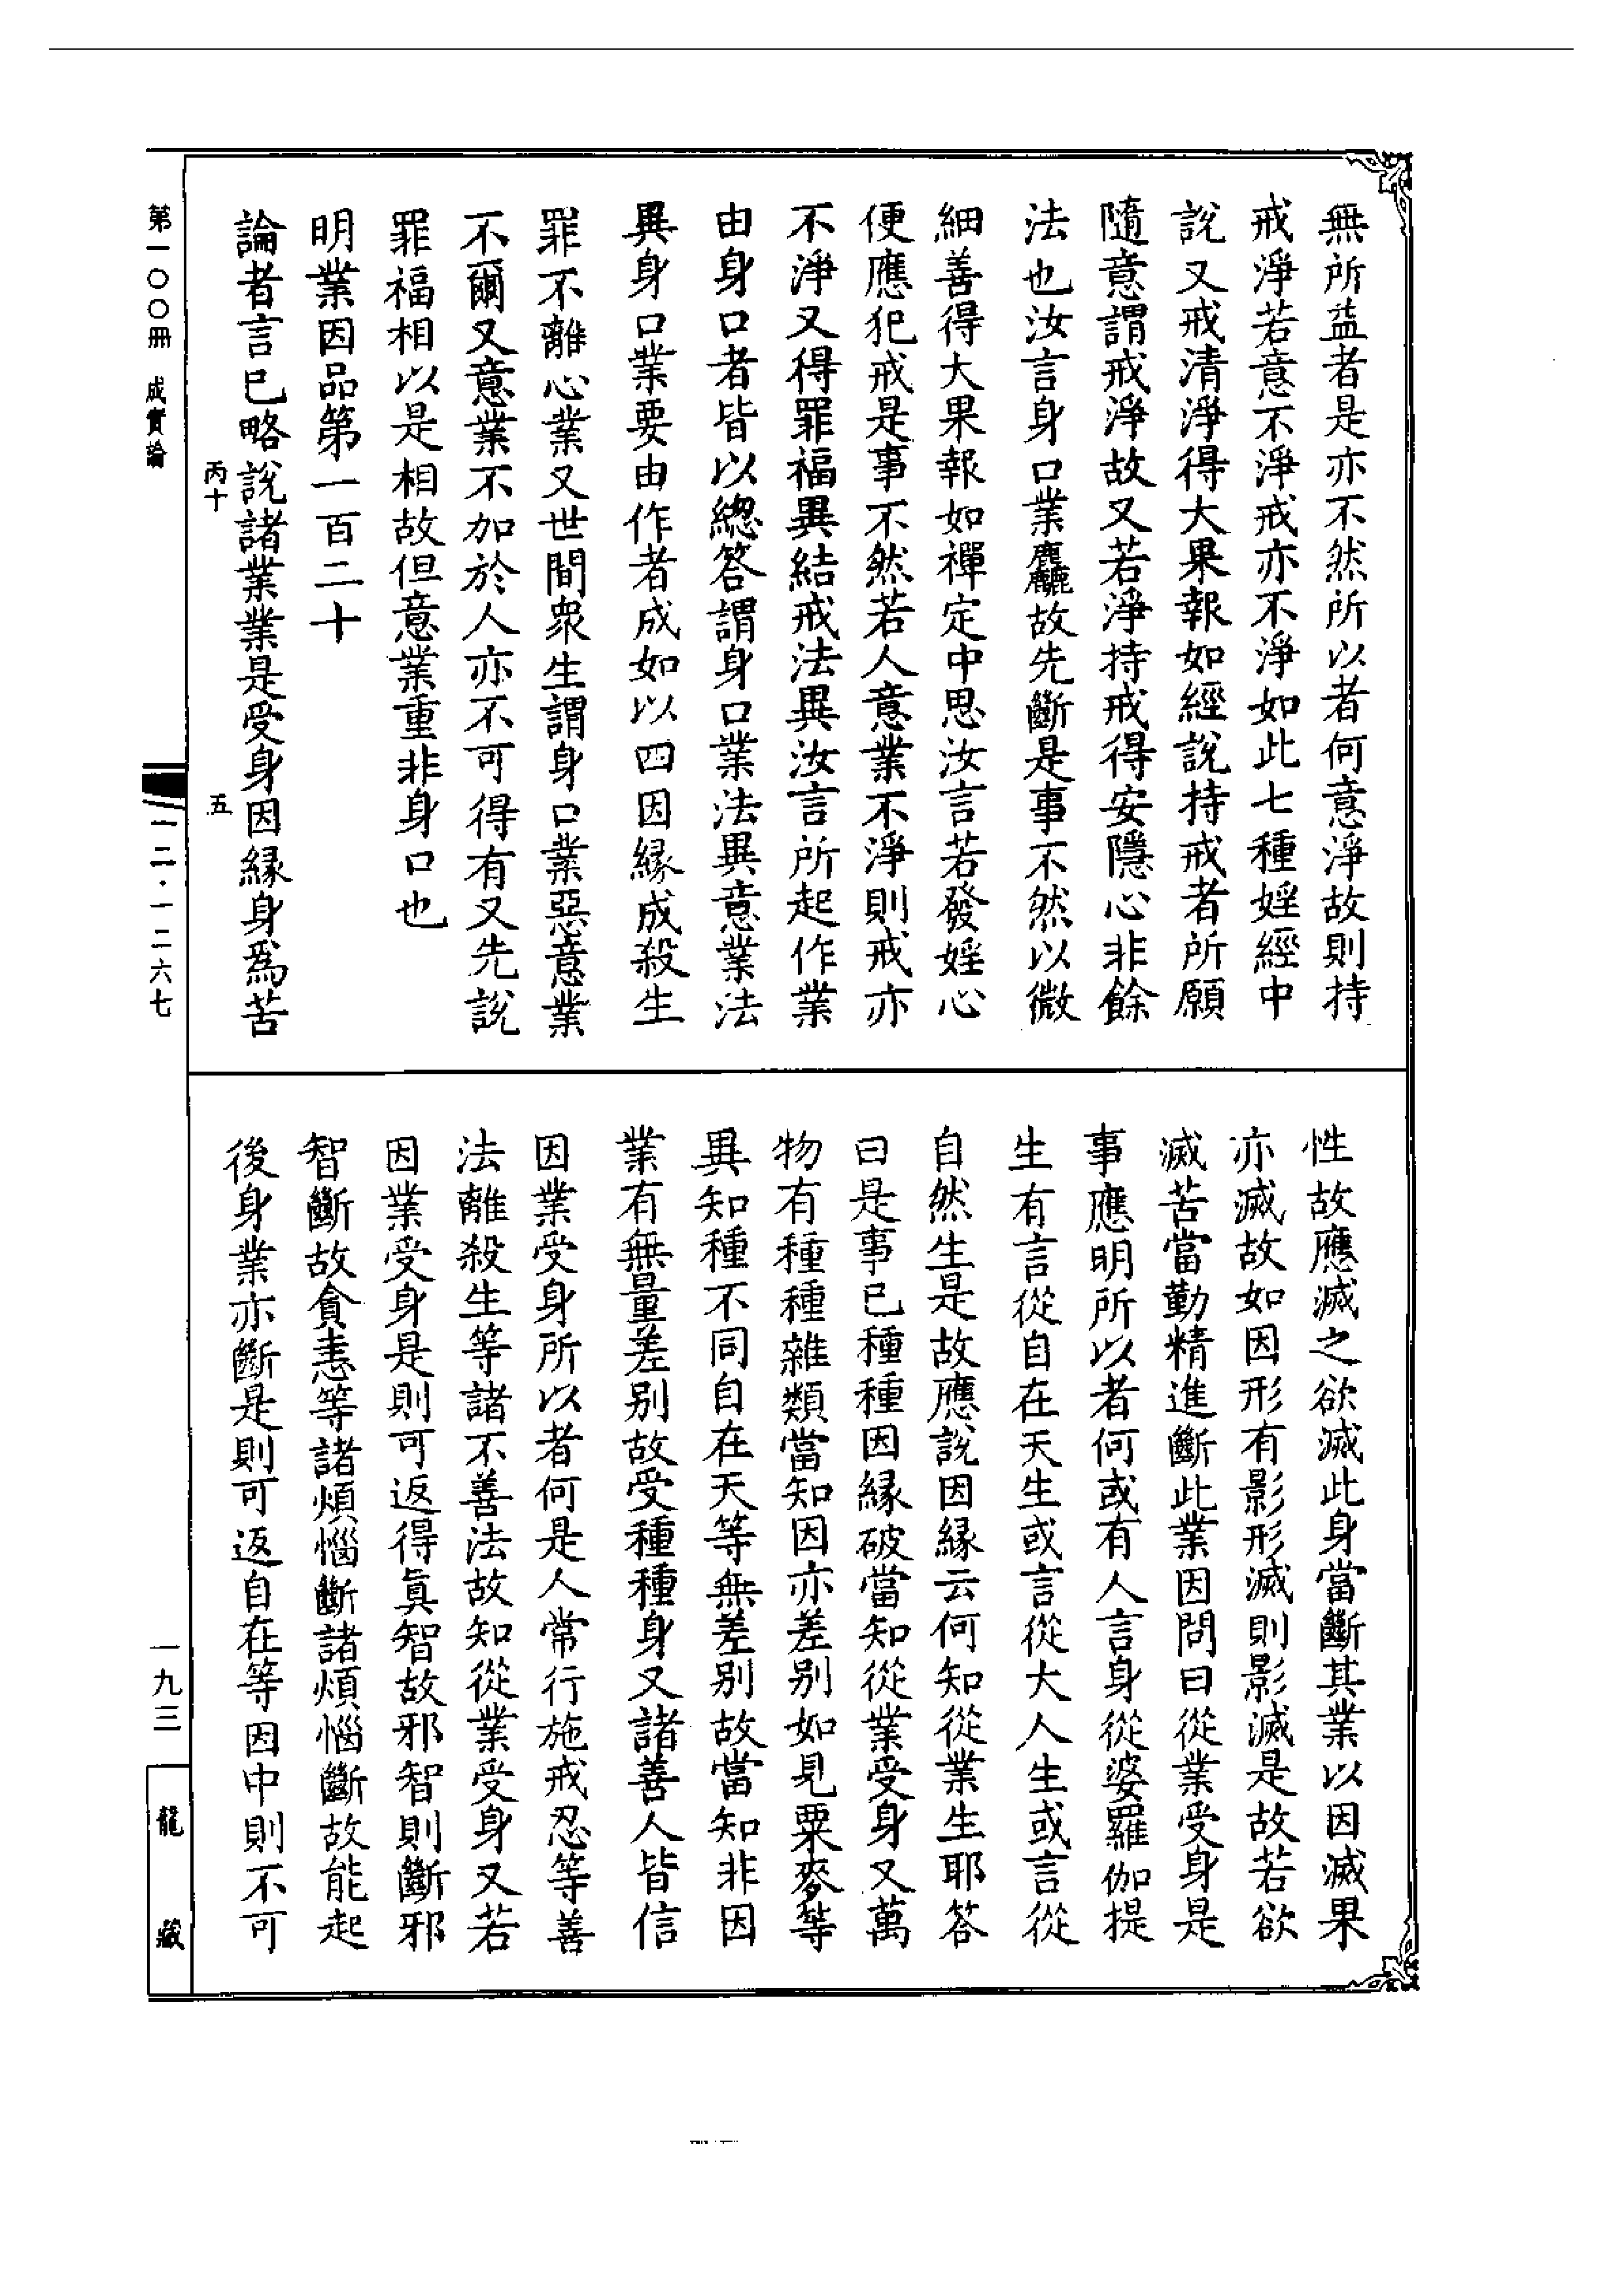 無所益者是亦不然所以者何意淨故則持
戒淨若意不淨戒亦不淨如此七種婬經中
說又戒清淨得大果報如經說持戒者所願
隨意謂戒淨故又若淨持戒得安隱心非餘
法也汝言身口業麤故先斷是事不然以微
細善得大果報如禪定中思汝言若發婬心
便應犯戒是事不然若人意業不淨則戒亦
不淨又得罪福異結戒法異汝言所起作業
由身口者皆以總答謂身口業法異意業法
異身口業要由作者成如以四因緣成殺生
罪不離心業又世間眾生謂身口業惡意業
不爾又意業不加於人亦不可得有又先說
罪福相以是相故但意業重非身口也
明業因品第一百二十
論者言已略說諸業業是受身因緣身為苦
丙十
五
第一〇〇冊 成實論
一二·一二六七
性故應滅之欲滅此身當斷其業以因滅果
亦滅故如因形有影形滅則影滅是故若欲
滅苦當勤精進斷此業因問曰從業受身是
事應明所以者何或有人言身從婆羅伽提
生有言從自在天生或言從大人生或言從
自然生是故應說因緣云何知從業生耶答
曰是事已種種因緣破當知從業受身又萬
物有種種雜類當知因亦差別如見粟麥等
異知種不同自在天等無差別故當知非因
業有無量差別故受種種身又諸善人皆信
因業受身所以者何是人常行施戒忍等善
法離殺生等諸不善法故知從業受身又若
因業受身是則可返得真智故邪智則斷邪
智斷故貪恚等諸煩惱斷諸煩惱斷故能起
後身業亦斷是則可返自在等因中則不可
一九三
龍藏